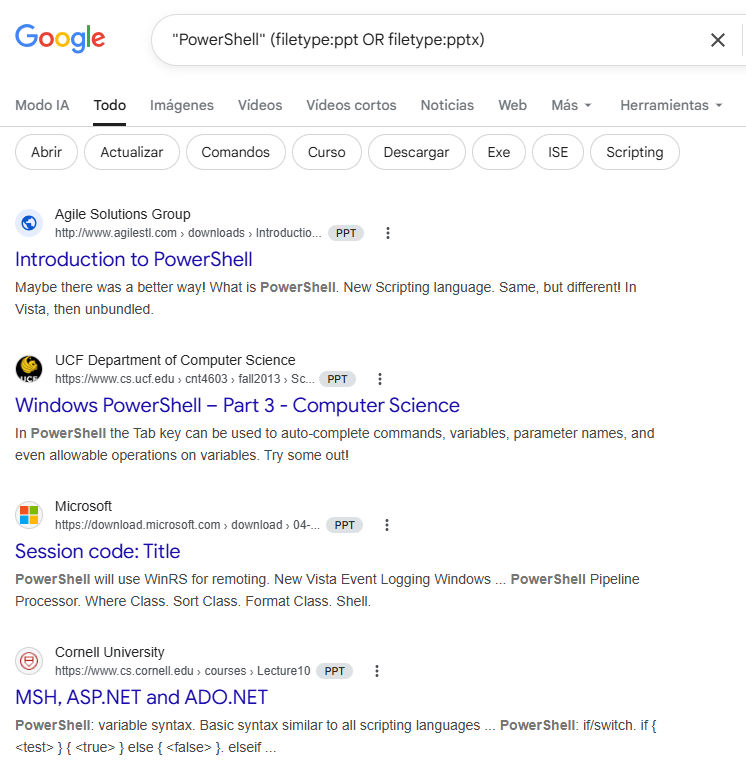 Google
"PowerShell" (filetype:ppt OR filetype:pptx)
Modo IA Todo Imágenes Vídeos Vídeos cortos Noticias Web Más Herramientas
Abrir Actualizar Comandos Curso Descargar Exe ISE Scripting
Agile Solutions Group
http://www.agilestl.com › downloads › Introductio... PPT
Introduction to PowerShell
Maybe there was a better way! What is PowerShell. New Scripting language. Same, but different! In
Vista, then unbundled.
UCF Department of Computer Science
UCF
https://www.cs.ucf.edu › cnt4603 › fall2013 › Sc... PPT
Windows PowerShell – Part 3 - Computer Science
In PowerShell the Tab key can be used to auto-complete commands, variables, parameter names, and
even allowable operations on variables. Try some out!
Microsoft
https://download.microsoft.com › download › 04-... PPT
Session code: Title
PowerShell will use WinRS for remoting. New Vista Event Logging Windows ... PowerShell Pipeline
Processor. Where Class. Sort Class. Format Class. Shell.
Cornell University
https://www.cs.cornell.edu › courses › Lecture10 PPT
MSH, ASP.NET and ADO.NET
PowerShell: variable syntax. Basic syntax similar to all scripting languages ... PowerShell: if/switch. if {
<test> } { <true> } else { <false> }. elseif ...